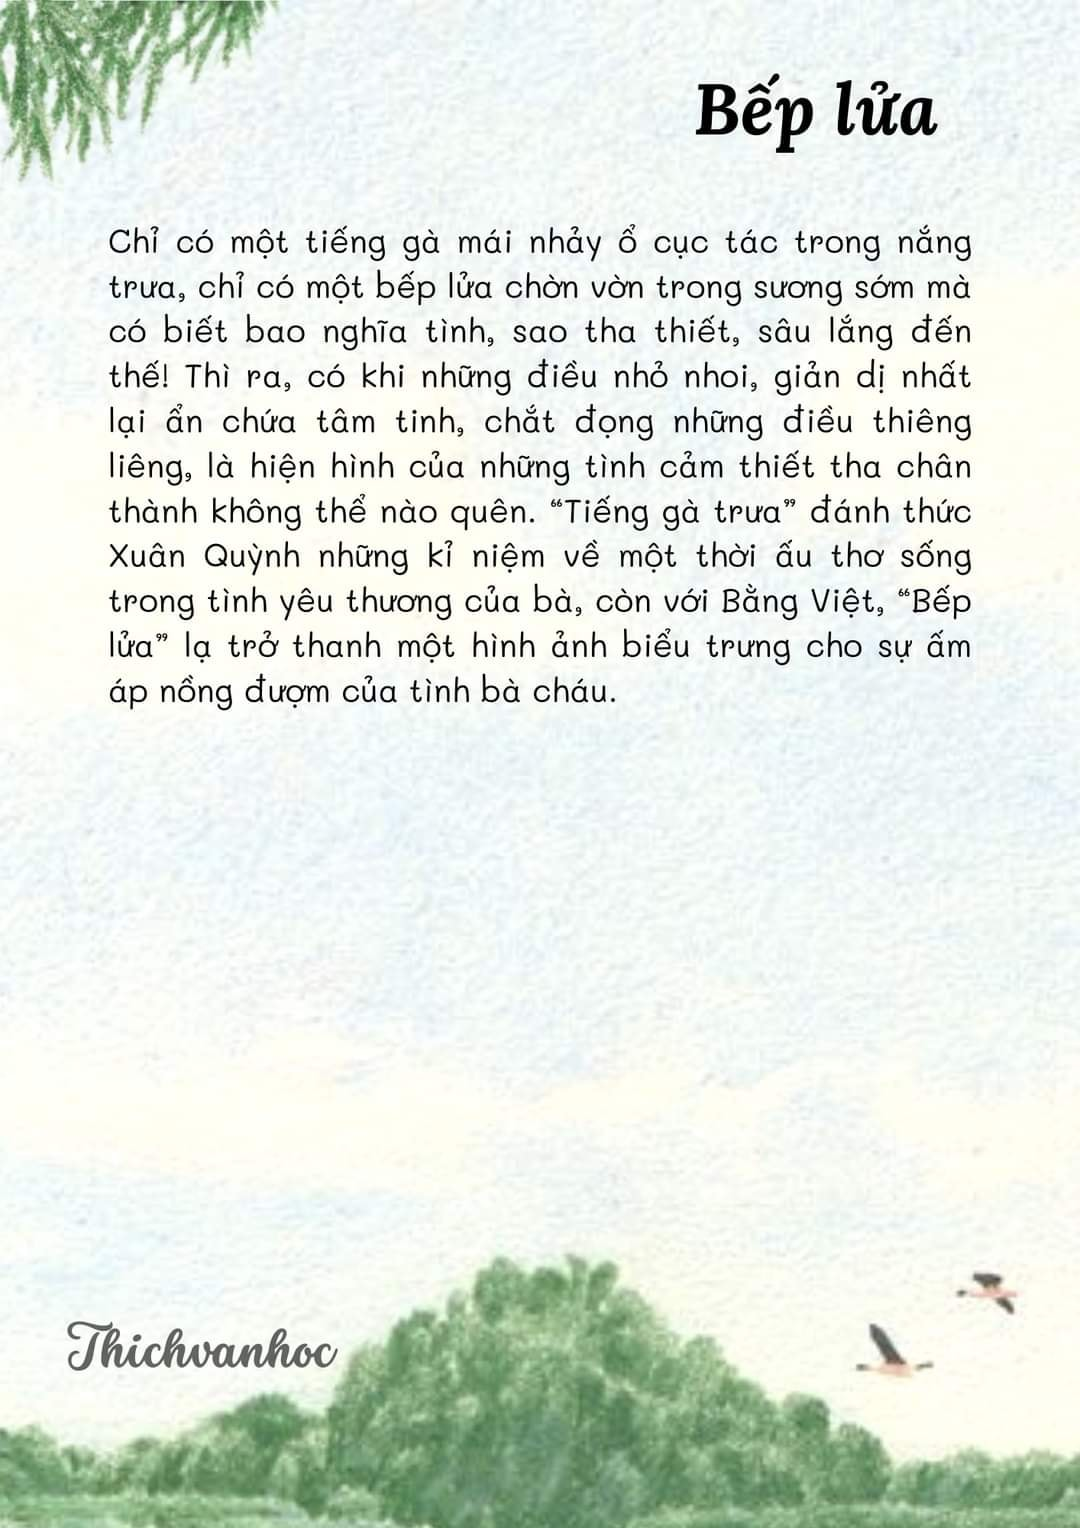 Bếp lửa
Chỉ có một tiếng gà mái nhảy ổ cục tác trong nắng
trưa, chỉ có một bếp lửa chờn vờn trong sương sớm mà
có biết bao nghĩa tình, sao tha thiết, sâu lắng đến
thế! Thì ra, có khi những điều nhỏ nhoi, giản dị nhất
lại ẩn chứa tâm tinh, chắt đọng những điều thiêng
liêng, là hiện hình của những tình cảm thiết tha chân
thành không thể nào quên. “Tiếng gà trưa” đánh thức
Xuân Quỳnh những kỉ niệm về một thời ấu thơ sống
trong tình yêu thương của bà, còn với Bằng Việt, “Bếp
lửa” lạ trở thanh một hình ảnh biểu trưng cho sự ấm
áp nồng đượm của tình bà cháu.
Thichvanhoc